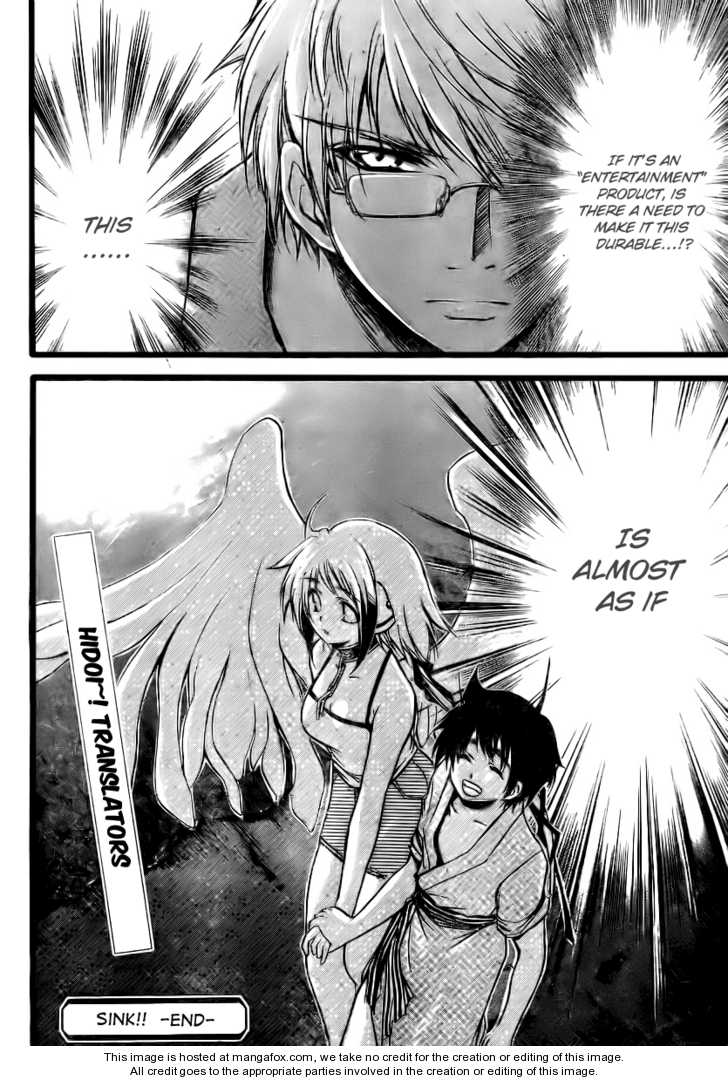 IF IT'S AN
"ENTERTAINMENT"
PRODUCT, IS
THERE A NEED TO
MAKE IT THIS
DURABLE...!?
THIS
......
IS
ALMOST
AS IF
HIDOI~! TRANSLATORS
SINK!! -END-
This image is hosted at mangafox.com, we take no credit for the creation or editing of this image.
All credit goes to the appropriate parties involved in the creation or editing of this image.